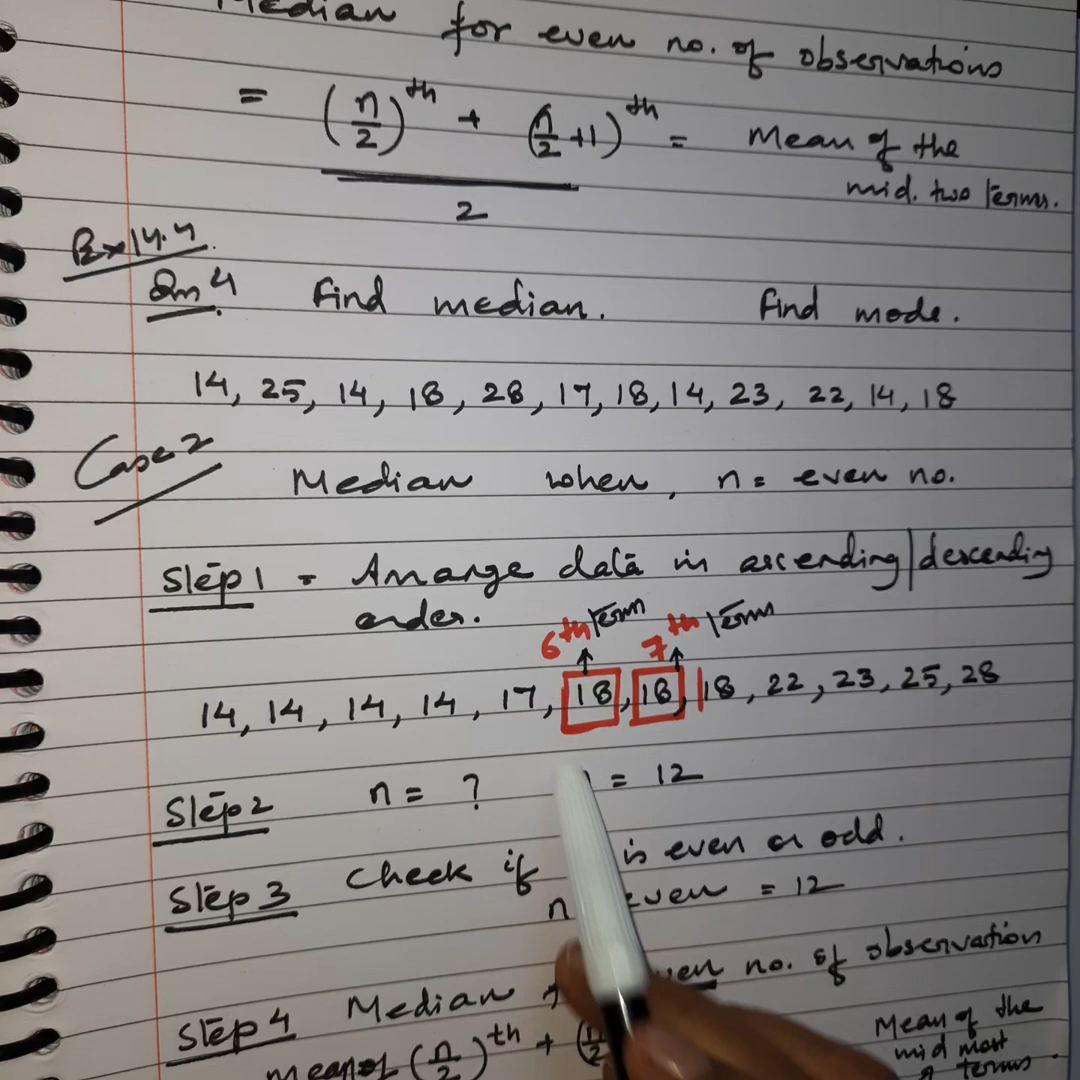 Median for even no. of observations
= (n/2)th + (n/2 +1)th = Mean of the
2 mid. two terms.
Ex 14.4.
Qn 4 Find median. Find mode.
14, 25, 14, 18, 28, 17, 18, 14, 23, 22, 14, 18
Case 2
Median when, n = even no.
Step 1 = Arrange data in ascending/descending
order.
6th term 7th term
14, 14, 14, 14, 17, 18, 18, 18, 22, 23, 25, 28
Step 2 n = ? = 12
Step 3 Check if is even or odd.
n even = 12
Step 4 Median no. of observation
Mean of (n/2)th + (n/2 Mean of the
mid most
terms.